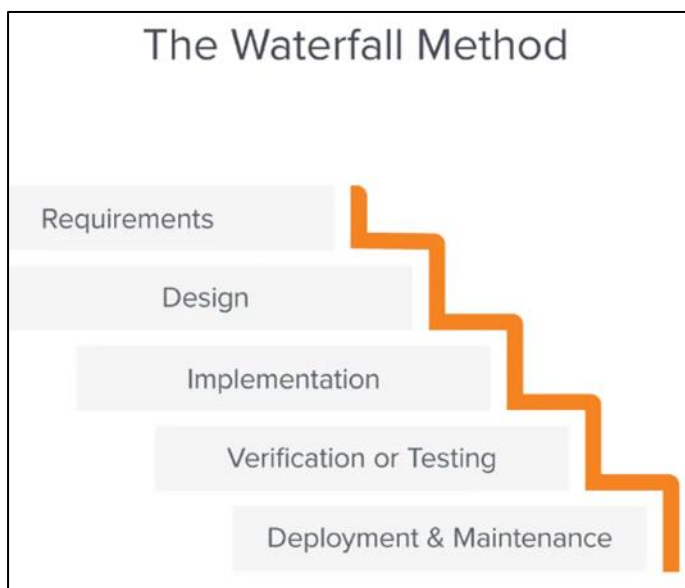 The Waterfall Method
Requirements
Design
Implementation
Verification or Testing
Deployment & Maintenance